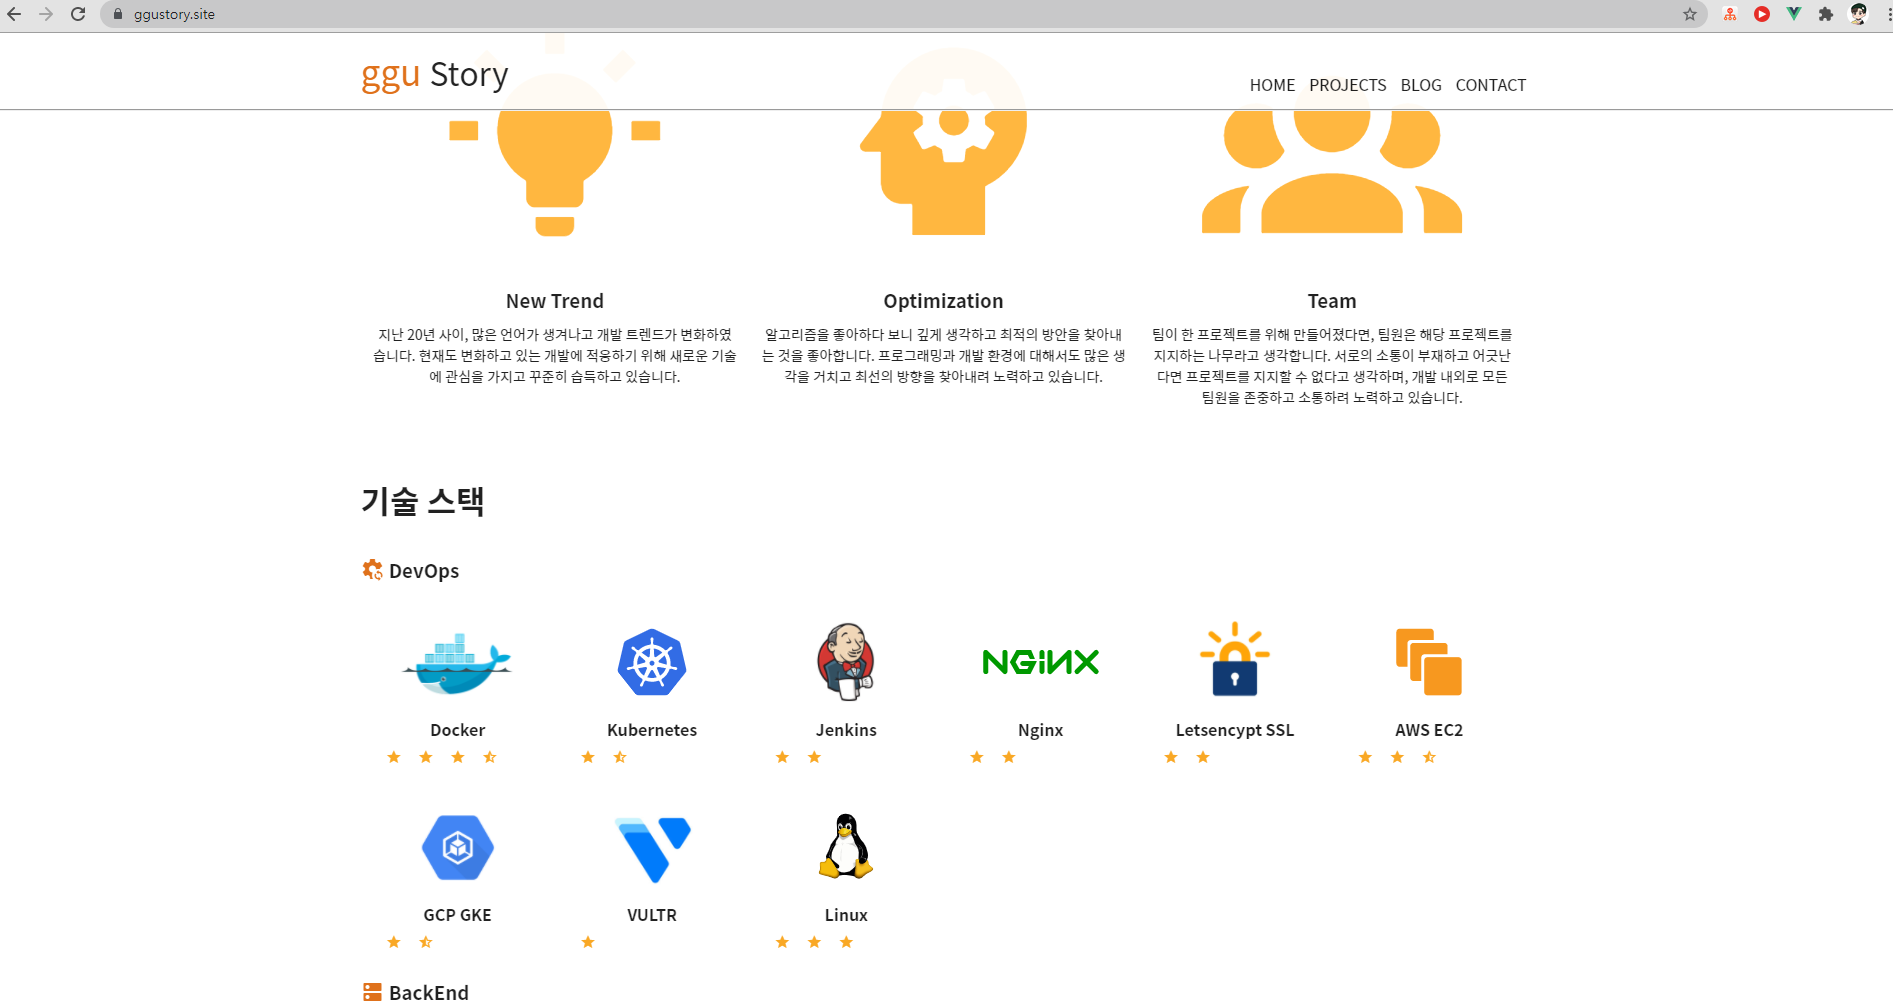 ggustory.site
ggu Story
HOME PROJECTS BLOG CONTACT
New Trend
지난 20년 사이, 많은 언어가 생겨나고 개발 트렌드가 변화하였
습니다. 현재도 변화하고 있는 개발에 적응하기 위해 새로운 기술
에 관심을 가지고 꾸준히 습득하고 있습니다.
Optimization
알고리즘을 좋아하다 보니 깊게 생각하고 최적의 방안을 찾아내
는 것을 좋아합니다. 프로그래밍과 개발 환경에 대해서도 많은 생
각을 거치고 최선의 방향을 찾아내려 노력하고 있습니다.
Team
팀이 한 프로젝트를 위해 만들어졌다면, 팀원은 해당 프로젝트를
지지하는 나무라고 생각합니다. 서로의 소통이 부재하고 어긋난
다면 프로젝트를 지지할 수 없다고 생각하며, 개발 내외로 모든
팀원을 존중하고 소통하려 노력하고 있습니다.
기술 스택
DevOps
NGiNX
Docker Kubernetes Jenkins Nginx Letsencypt SSL AWS EC2
GCP GKE VULTR Linux
BackEnd